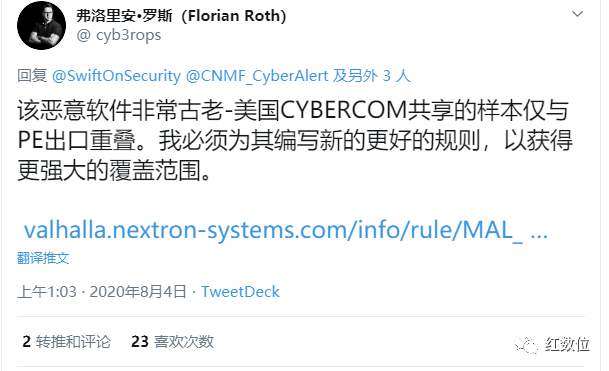 弗洛里安•罗斯（Florian Roth）
@ cyb3rops
回复 @SwiftOnSecurity @CNMF_CyberAlert 及另外 3 人
该恶意软件非常古老-美国CYBERCOM共享的样本仅与
PE出口重叠。我必须为其编写新的更好的规则，以获得
更强大的覆盖范围。
valhalla.nextron-systems.com/info/rule/MAL_ ...
翻译推文
上午1:03 · 2020年8月4日 · TweetDeck
2 转推和评论 23 喜欢次数
红数位